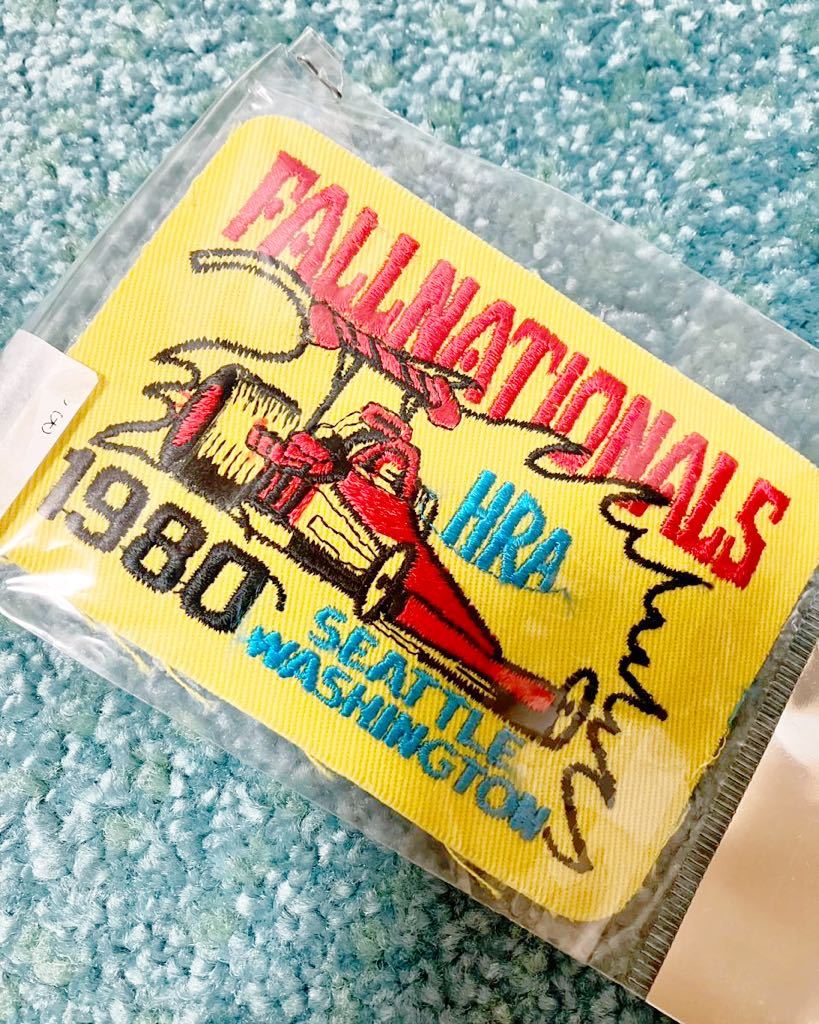 FALLNATIONALS
HRA
1980
SEATTLE
WASHINGTON